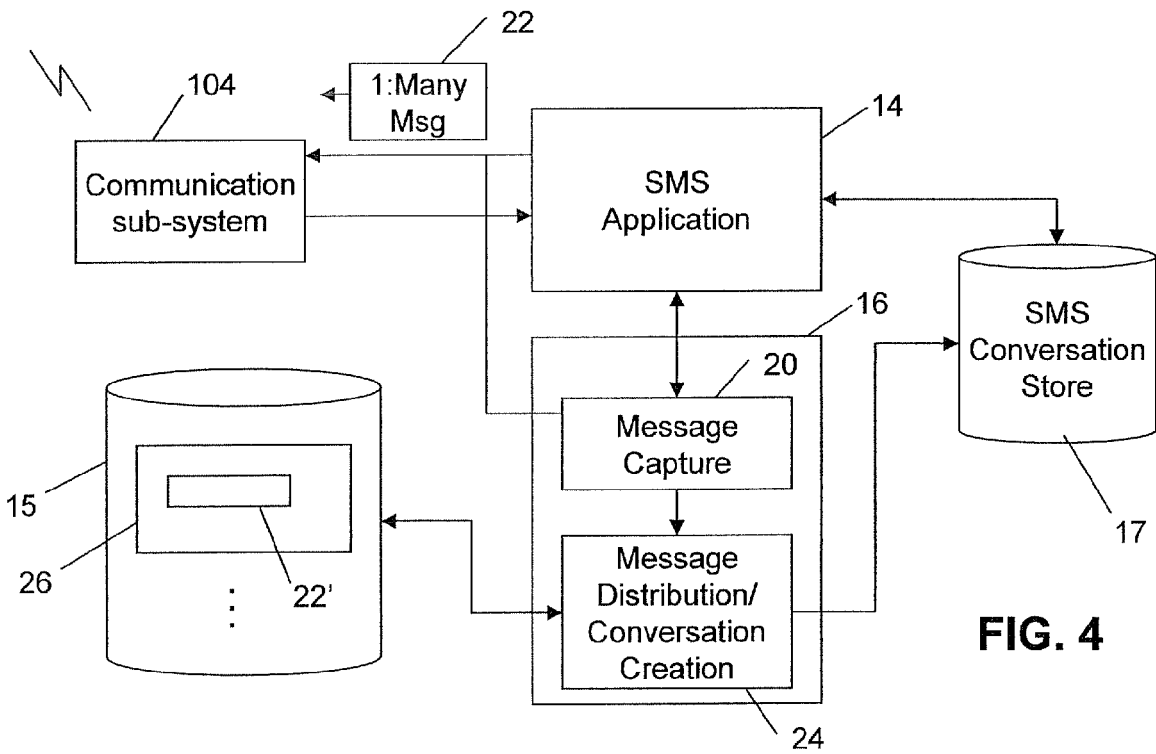 22
104
1:Many
Msg
14
Communication
sub-system
SMS
Application
16
SMS
Conversation
Store
20
Message
Capture
15
17
26
22'
Message
Distribution/
Conversation
Creation
FIG. 4
24